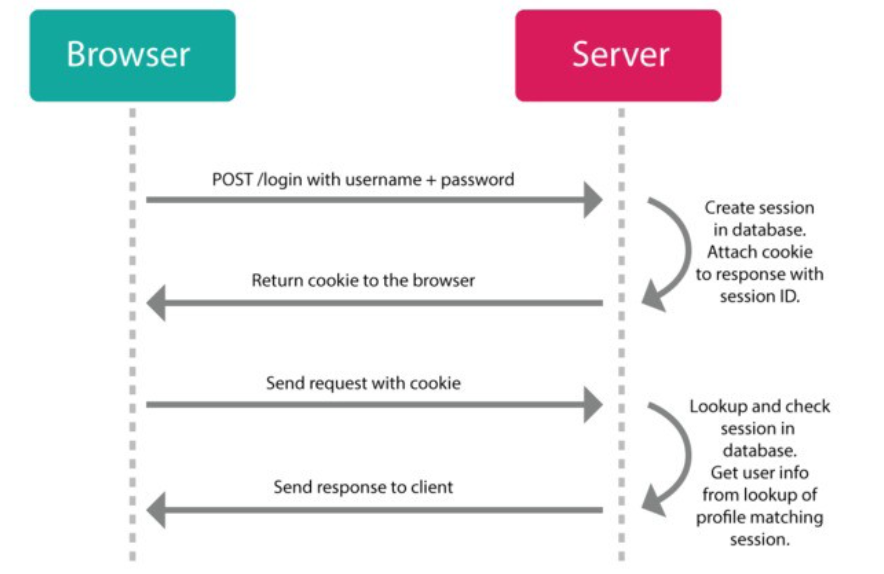 Browser
Server
POST /login with username + password
Create session
in database.
Attach cookie
to response with
session ID.
Return cookie to the browser
Send request with cookie
Lookup and check
session in
database.
Get user info
from lookup of
profile matching
session.
Send response to client